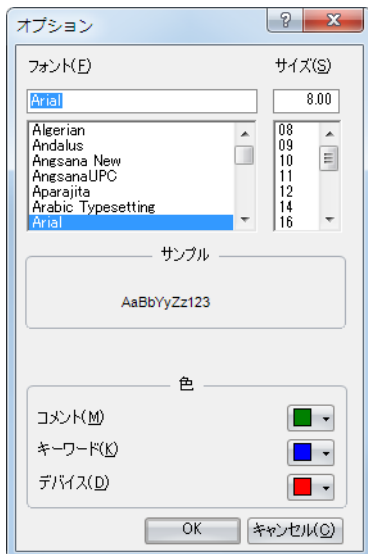 オプション
フォント(F) サイズ(S)
Arial 8.00
Algerian 08
Andalus 09
Angsana New 10
AngsanaUPC 11
Aparajita 12
Arabic Typesetting 14
Arial 16
サンプル
AaBbYyZz123
色
コメント(M)
キーワード(K)
デバイス(D)
OK キャンセル(C)